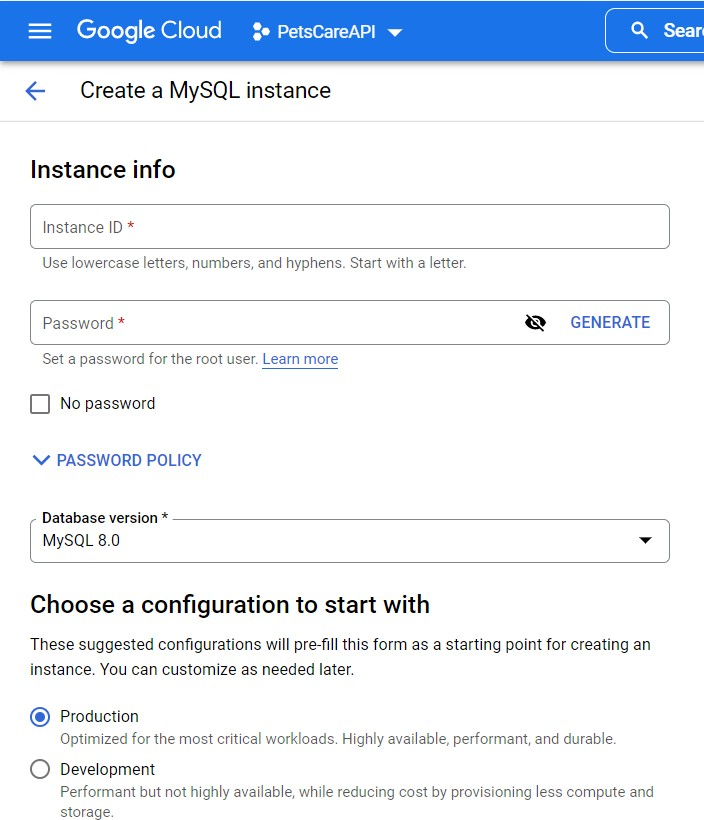 Google Cloud PetsCareAPI
Create a MySQL instance
Instance info
Instance ID *
Use lowercase letters, numbers, and hyphens. Start with a letter.
Password * GENERATE
Set a password for the root user. Learn more
No password
PASSWORD POLICY
Database version *
MySQL 8.0
Choose a configuration to start with
These suggested configurations will pre-fill this form as a starting point for creating an
instance. You can customize as needed later.
Production
Optimized for the most critical workloads. Highly available, performant, and durable.
Development
Performant but not highly available, while reducing cost by provisioning less compute and
storage.